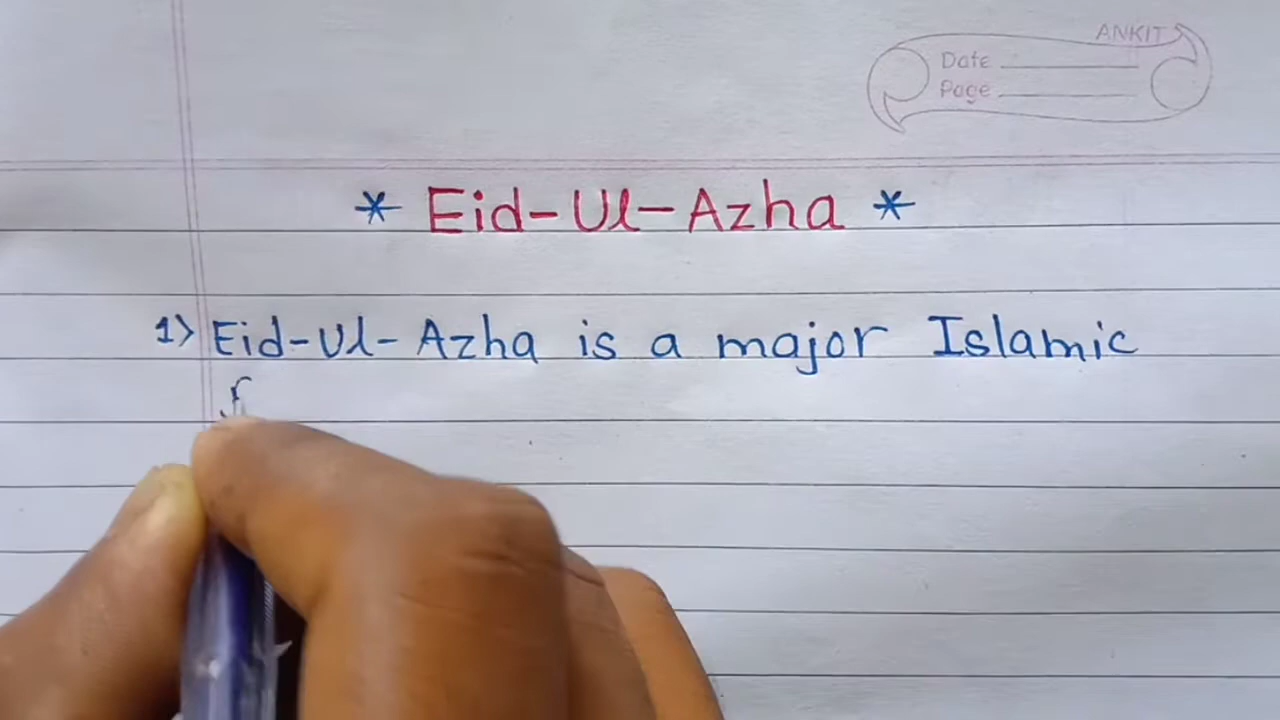 ANKIT
Date
Page
* Eid-Ul-Azha *
1) Eid-Ul-Azha is a major Islamic
f